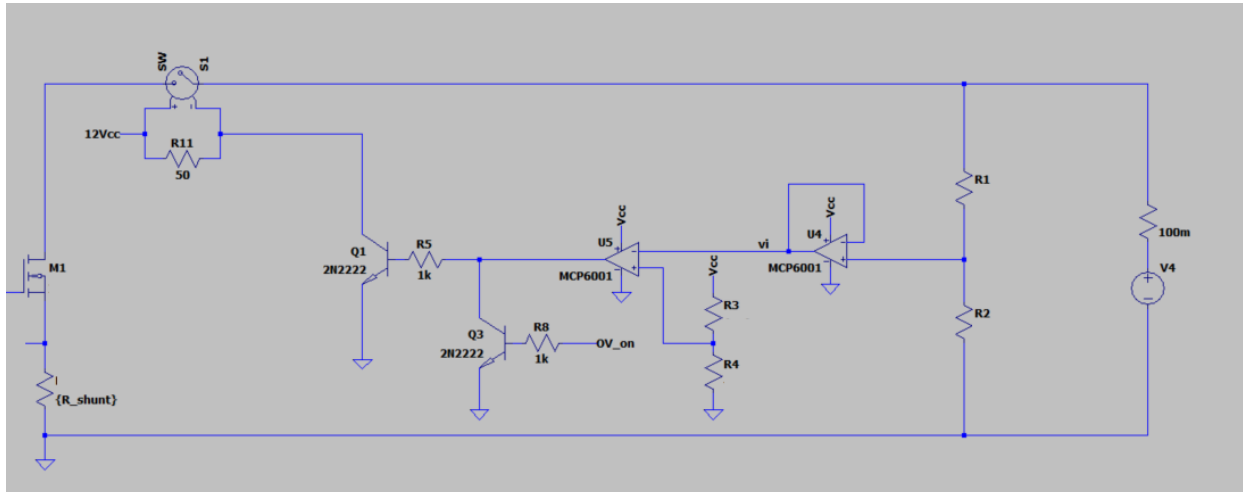 SW
S1
12Vcc
R11
50
R1
Vcc
Vcc
U4
U5
100m
vi
R5
Q1
MCP6001
V4
M1
2N2222
1k
MCP6001
Vcc
R3
R2
R8
Q3
OV_on
2N2222
1k
R4
{R_shunt}